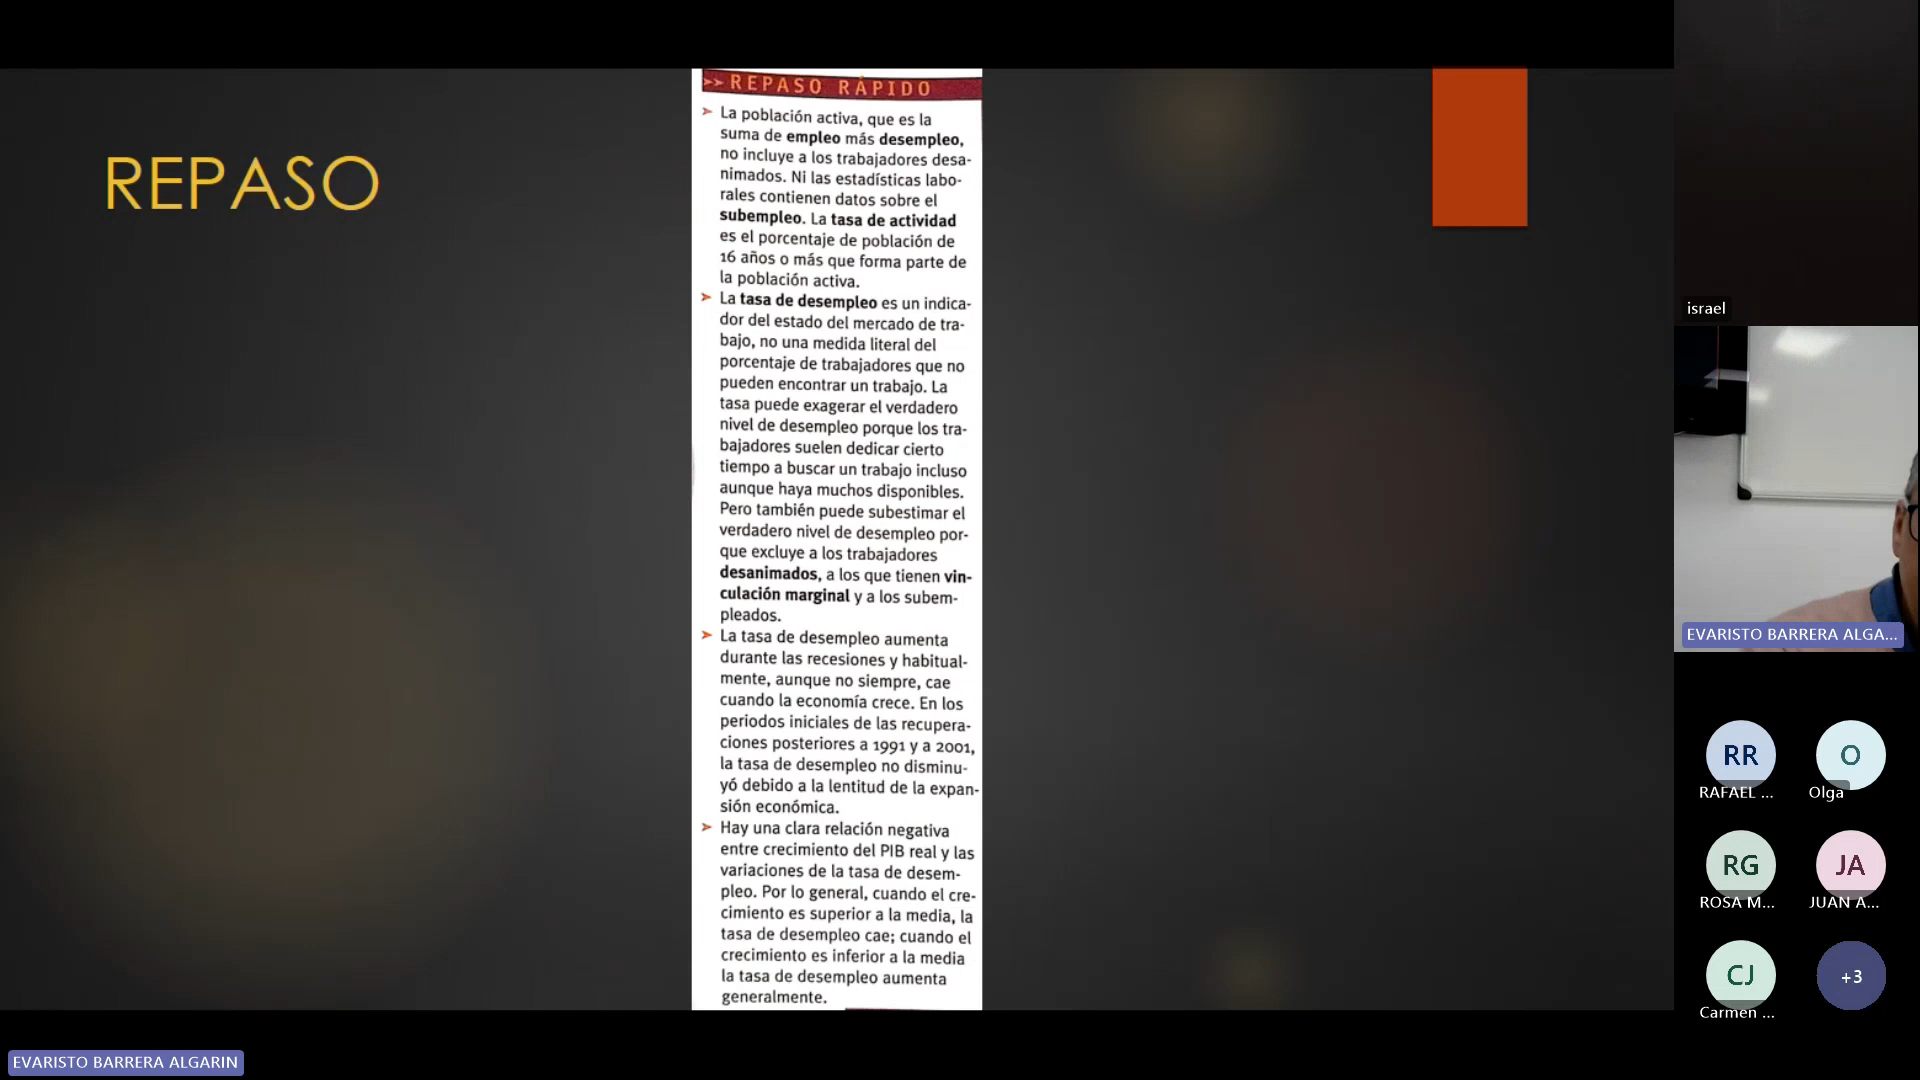 REPASO
REPASO RÁPIDO
La población activa, que es la
suma de empleo más desempleo,
no incluye a los trabajadores desa-
nimados. Ni las estadísticas labo-
rales contienen datos sobre el
subempleo. La tasa de actividad
es el porcentaje de población de
16 años o más que forma parte de
la población activa.
La tasa de desempleo es un indica-
dor del estado del mercado de tra-
bajo, no una medida literal del
porcentaje de trabajadores que no
pueden encontrar un trabajo. La
tasa puede exagerar el verdadero
nivel de desempleo porque los tra-
bajadores suelen dedicar cierto
tiempo a buscar un trabajo incluso
aunque haya muchos disponibles.
Pero también puede subestimar el
verdadero nivel de desempleo por-
que excluye a los trabajadores
desanimados, a los que tienen vin-
culación marginal y a los subem-
pleados.
La tasa de desempleo aumenta
durante las recesiones y habitual-
mente, aunque no siempre, cae
cuando la economía crece. En los
periodos iniciales de las recupera-
ciones posteriores a 1991 y a 2001,
la tasa de desempleo no disminu-
yó debido a la lentitud de la expan-
sión económica.
Hay una clara relación negativa
entre crecimiento del PIB real y las
variaciones de la tasa de desem-
pleo. Por lo general, cuando el cre-
cimiento es superior a la media, la
tasa de desempleo cae; cuando el
crecimiento es inferior a la media
la tasa de desempleo aumenta
generalmente.
israel
EVARISTO BARRERA ALGA...
RR
RAFAEL ...
O
Olga
RG
ROSA M...
JA
JUAN A...
CJ
Carmen ...
+3
EVARISTO BARRERA ALGARIN